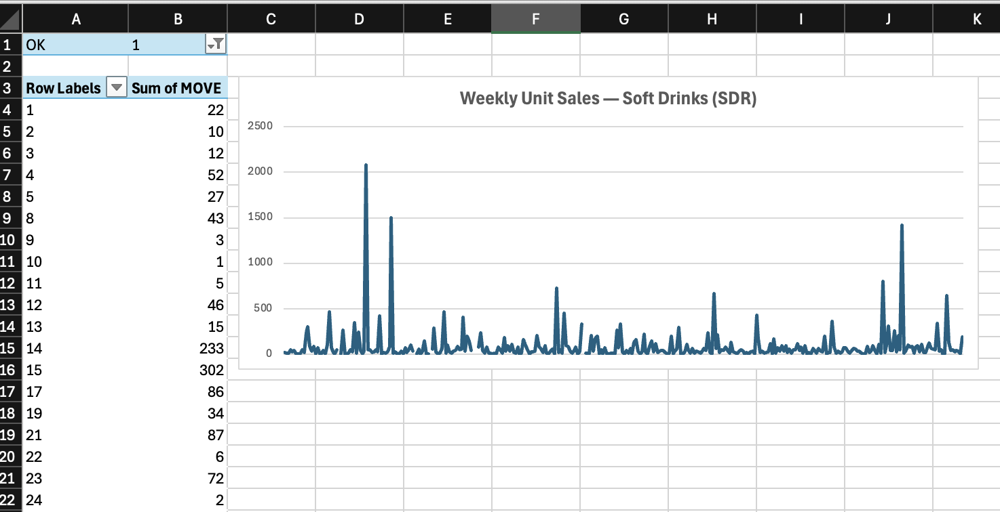 A B C D E F G H I J K
1 OK 1
2
3 Row Labels Sum of MOVE
Weekly Unit Sales — Soft Drinks (SDR)
2500
2000
1500
1000
500
0
4 1 22
5 2 10
6 3 12
7 4 52
8 5 27
9 8 43
10 9 3
11 10 1
12 11 5
13 12 46
14 13 15
15 14 233
16 15 302
17 17 86
18 19 34
19 21 87
20 22 6
21 23 72
22 24 2